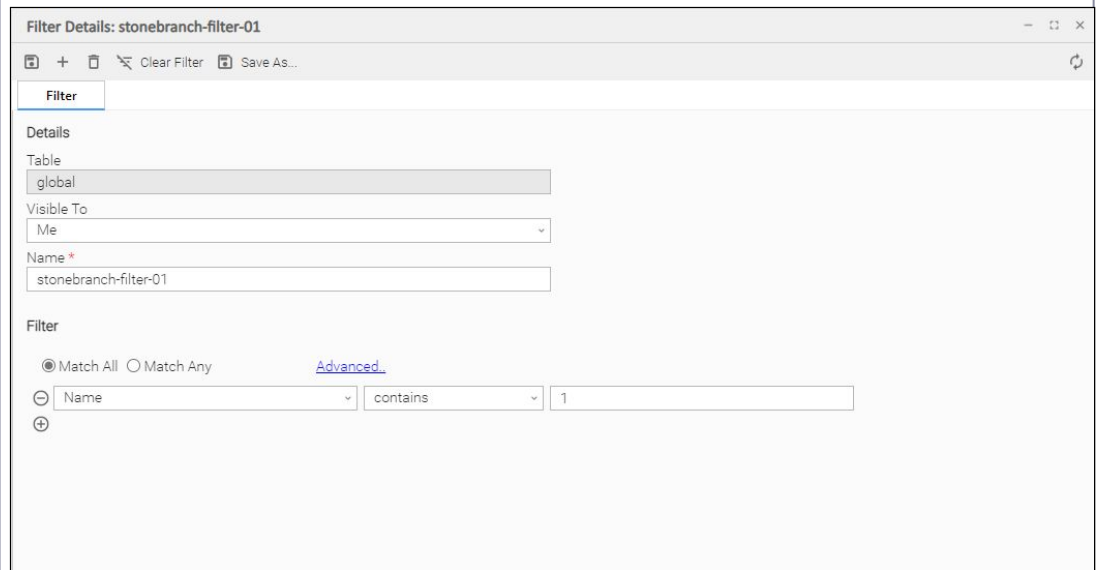 Filter Details: stonebranch-filter-01
Clear Filter Save As...
Filter
Details
Table
global
Visible To
Me
Name *
stonebranch-filter-01
Filter
Match All Match Any Advanced..
Name contains 1